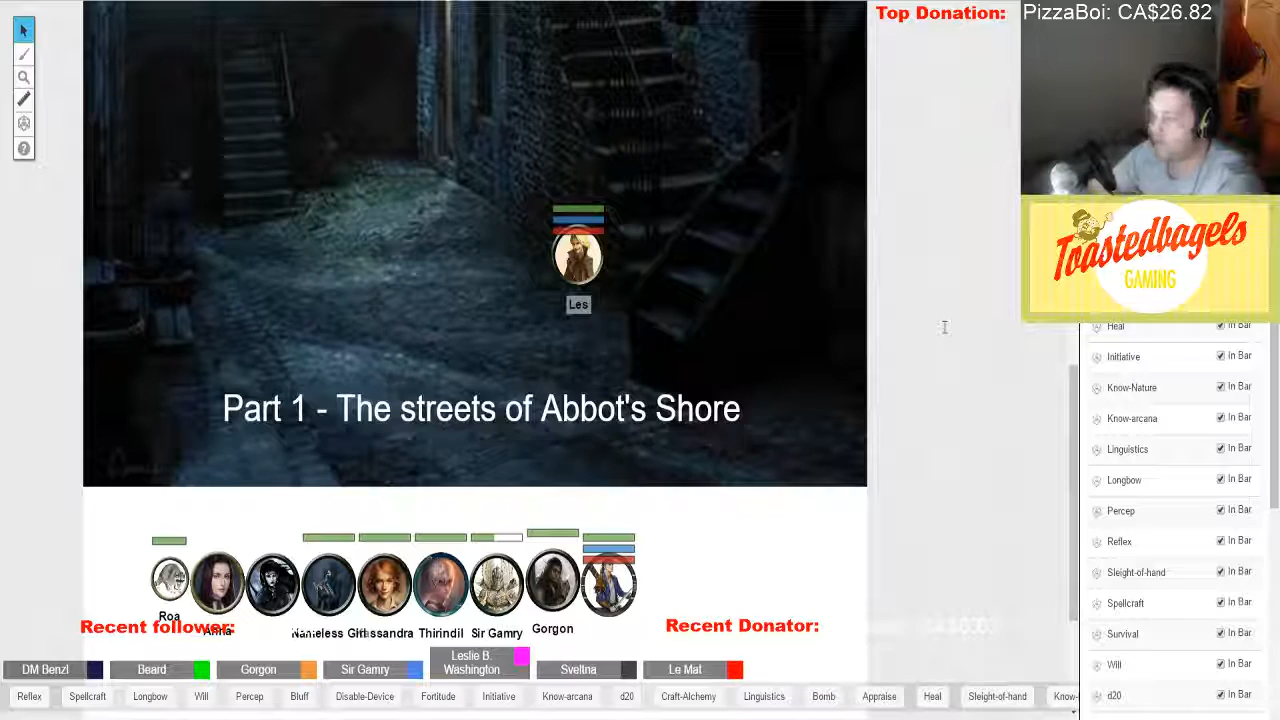 Top Donation: PizzaBoi: CA$26.82
Toastedbagels
GAMING
Les
Part 1 - The streets of Abbot's Shore
Heal In Bar
Initiative In Bar
Know-Nature In Bar
Know-arcana In Bar
Linguistics In Bar
Longbow In Bar
Percep In Bar
Reflex In Bar
Sleight-of-hand In Bar
Spellcraft In Bar
Survival In Bar
Will In Bar
d20 In Bar
Roa
Anna
Thirindil
Sir Gamry
Gorgon
Recent follower:
Recent Donator:
DM Benzl
Beard
Gorgon
Sir Gamry
Leslie B. Washington
Sveltna
Le Mat
Reflex Spellcraft Longbow Will Percep Bluff Disable-Device Fortitude Initiative Know-arcana d20 Craft-Alchemy Linguistics Bomb Appraise Heal Sleight-of-hand